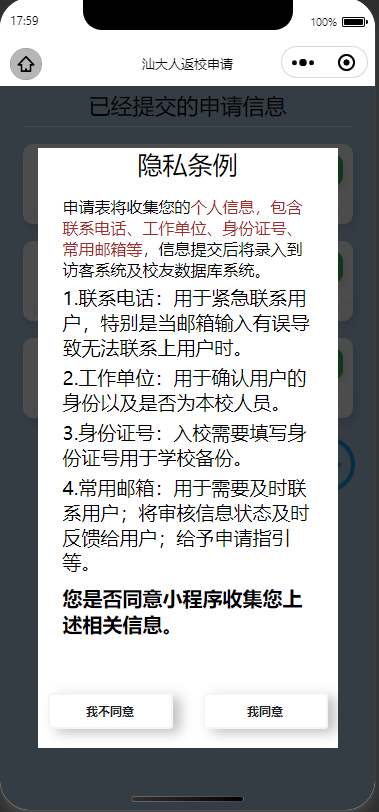 17:59
100%
汕大人返校申请
已经提交的申请信息
隐私条例
申请表将收集您的个人信息，包含
联系电话、工作单位、身份证号、
常用邮箱等，信息提交后将录入到
访客系统及校友数据库系统。
1.联系电话：用于紧急联系用
户，特别是当邮箱输入有误导
致无法联系上用户时。
2.工作单位：用于确认用户的
身份以及是否为本校人员。
3.身份证号：入校需要填写身
份证号用于学校备份。
4.常用邮箱：用于需要及时联
系用户；将审核信息状态及时
反馈给用户；给予申请指引
等。
您是否同意小程序收集您上
述相关信息。
我不同意
我同意